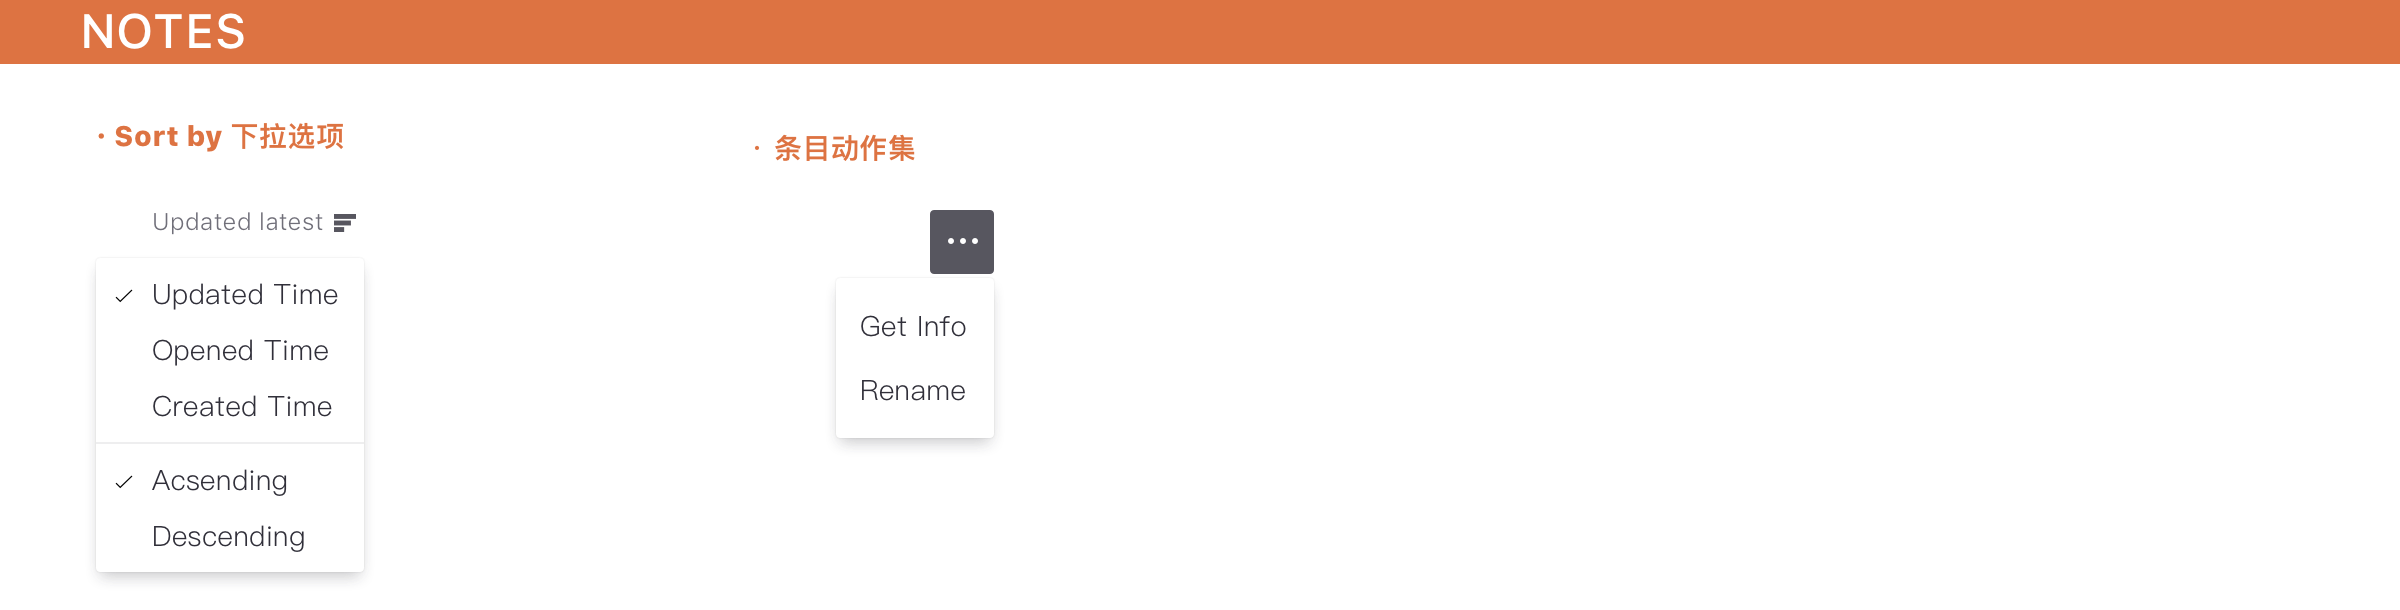 NOTES
· Sort by 下拉选项
Updated latest
Updated Time
Opened Time
Created Time
Acsending
Descending
· 条目动作集
Get Info
Rename